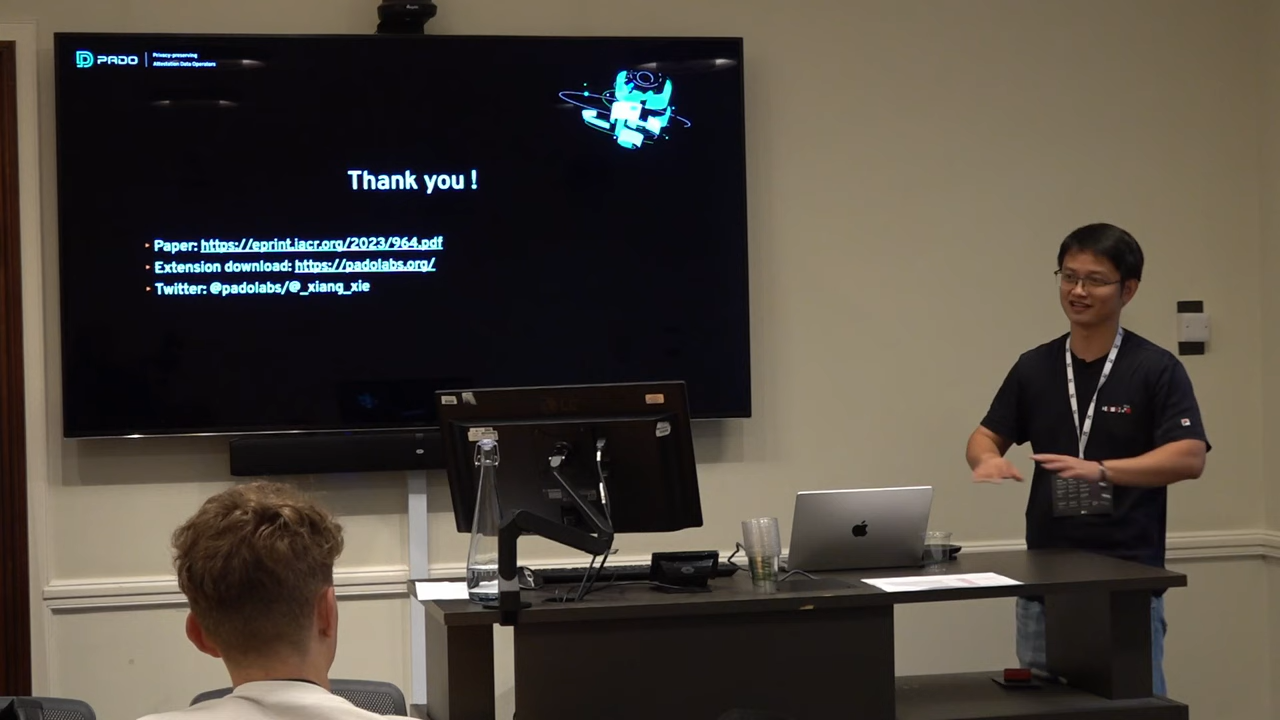 PADO
Privacy-preserving
Attestation Data Operators
Thank you !
Paper: https://eprint.iacr.org/2023/964.pdf
Extension download: https://padolabs.org/
Twitter: @padolabs/@_xiang_xie